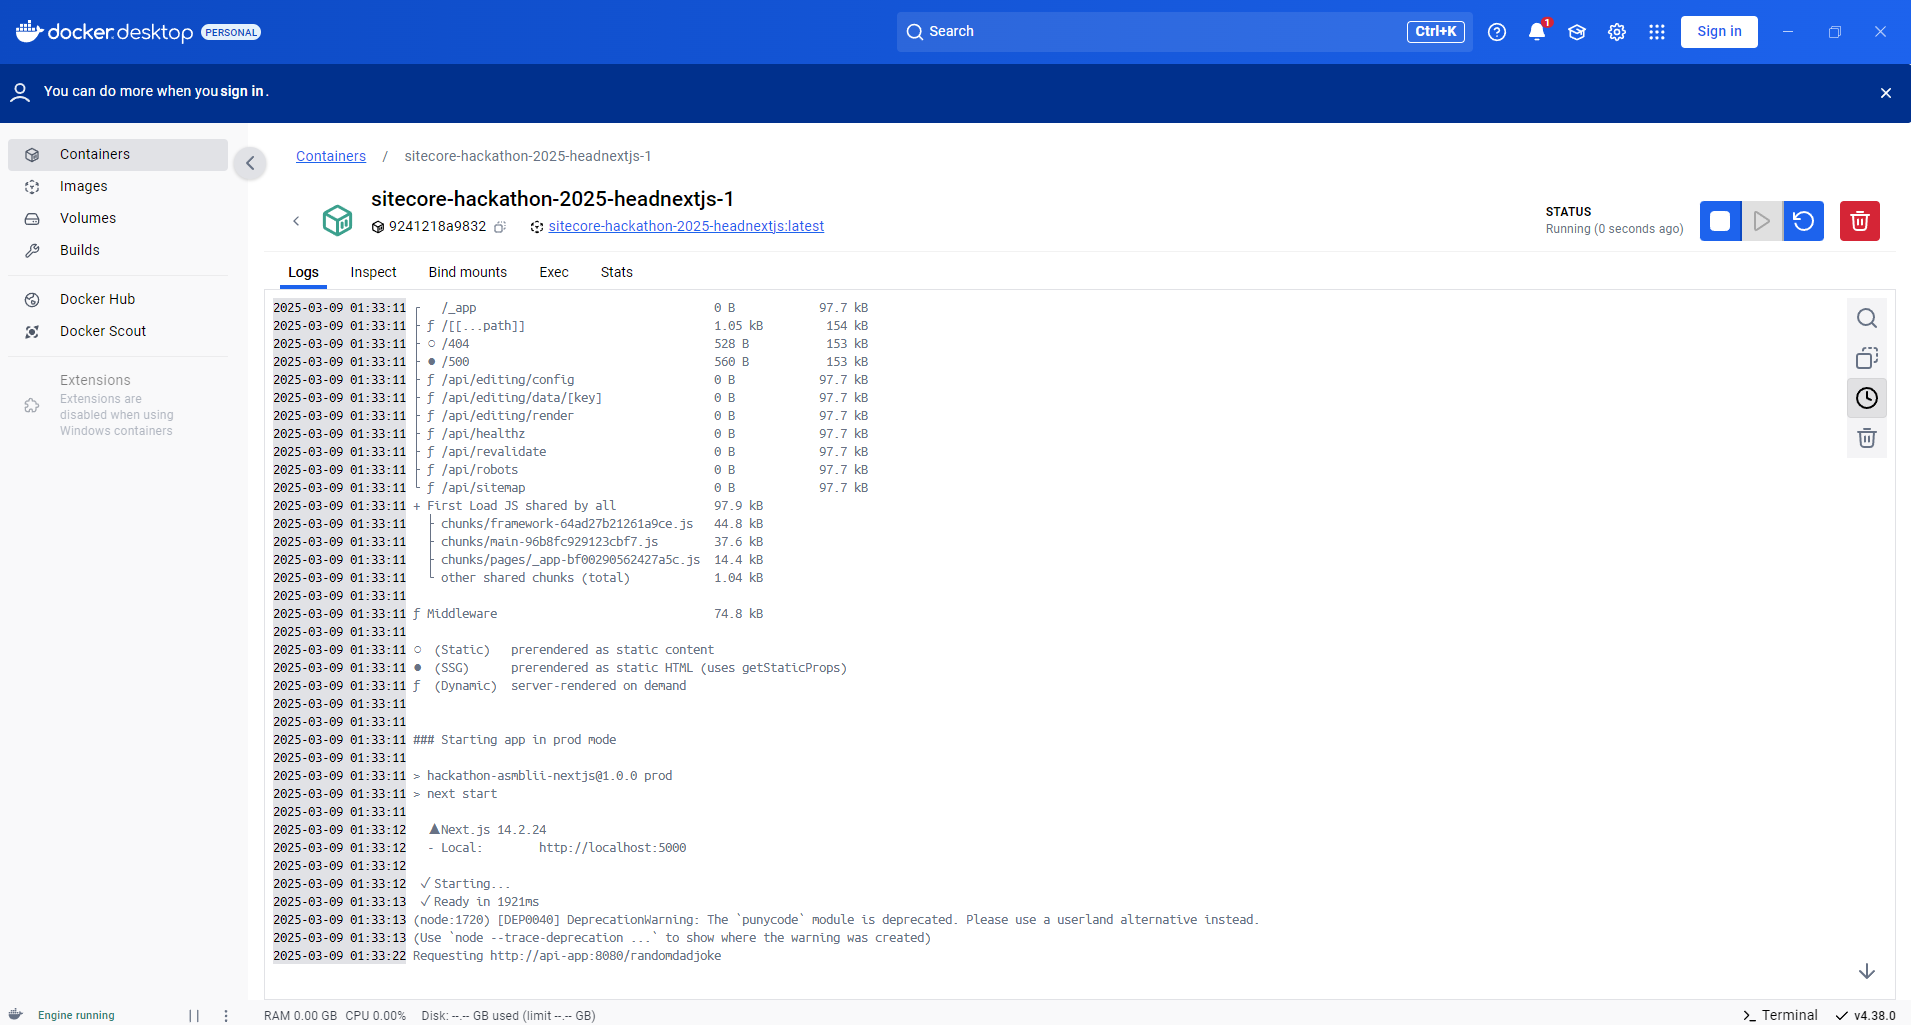 docker.desktop PERSONAL
Search Ctrl+K
1
Sign in
You can do more when you sign in.
Containers
Images
Volumes
Builds
Docker Hub
Docker Scout
Extensions
Extensions are
disabled when using
Windows containers
Containers / sitecore-hackathon-2025-headnextjs-1
sitecore-hackathon-2025-headnextjs-1
9241218a9832 sitecore-hackathon-2025-headnextjs:latest
STATUS
Running (0 seconds ago)
Logs Inspect Bind mounts Exec Stats
2025-03-09 01:33:11 ┌ /_app 0 B 97.7 kB
2025-03-09 01:33:11 ├ ƒ /[[...path]] 1.05 kB 154 kB
2025-03-09 01:33:11 ├ ○ /404 528 B 153 kB
2025-03-09 01:33:11 ├ ● /500 560 B 153 kB
2025-03-09 01:33:11 ├ ƒ /api/editing/config 0 B 97.7 kB
2025-03-09 01:33:11 ├ ƒ /api/editing/data/[key] 0 B 97.7 kB
2025-03-09 01:33:11 ├ ƒ /api/editing/render 0 B 97.7 kB
2025-03-09 01:33:11 ├ ƒ /api/healthz 0 B 97.7 kB
2025-03-09 01:33:11 ├ ƒ /api/revalidate 0 B 97.7 kB
2025-03-09 01:33:11 ├ ƒ /api/robots 0 B 97.7 kB
2025-03-09 01:33:11 └ ƒ /api/sitemap 0 B 97.7 kB
2025-03-09 01:33:11 + First Load JS shared by all 97.9 kB
2025-03-09 01:33:11 ├ chunks/framework-64ad27b21261a9ce.js 44.8 kB
2025-03-09 01:33:11 ├ chunks/main-96b8fc929123cbf7.js 37.6 kB
2025-03-09 01:33:11 ├ chunks/pages/_app-bf00290562427a5c.js 14.4 kB
2025-03-09 01:33:11 └ other shared chunks (total) 1.04 kB
2025-03-09 01:33:11
2025-03-09 01:33:11 ƒ Middleware 74.8 kB
2025-03-09 01:33:11
2025-03-09 01:33:11 ○ (Static) prerendered as static content
2025-03-09 01:33:11 ● (SSG) prerendered as static HTML (uses getStaticProps)
2025-03-09 01:33:11 ƒ (Dynamic) server-rendered on demand
2025-03-09 01:33:11
2025-03-09 01:33:11
2025-03-09 01:33:11 ### Starting app in prod mode
2025-03-09 01:33:11
2025-03-09 01:33:11 > hackathon-asmblii-nextjs@1.0.0 prod
2025-03-09 01:33:11 > next start
2025-03-09 01:33:11
2025-03-09 01:33:12 ▲Next.js 14.2.24
2025-03-09 01:33:12 - Local: http://localhost:5000
2025-03-09 01:33:12
2025-03-09 01:33:12 ✓ Starting...
2025-03-09 01:33:13 ✓ Ready in 1921ms
2025-03-09 01:33:13 (node:1720) [DEP0040] DeprecationWarning: The `punycode` module is deprecated. Please use a userland alternative instead.
2025-03-09 01:33:13 (Use `node --trace-deprecation ...` to show where the warning was created)
2025-03-09 01:33:22 Requesting http://api-app:8080/randomdadjoke
Engine running RAM 0.00 GB CPU 0.00% Disk: --.-- GB used (limit --.-- GB) >_ Terminal ✓ v4.38.0